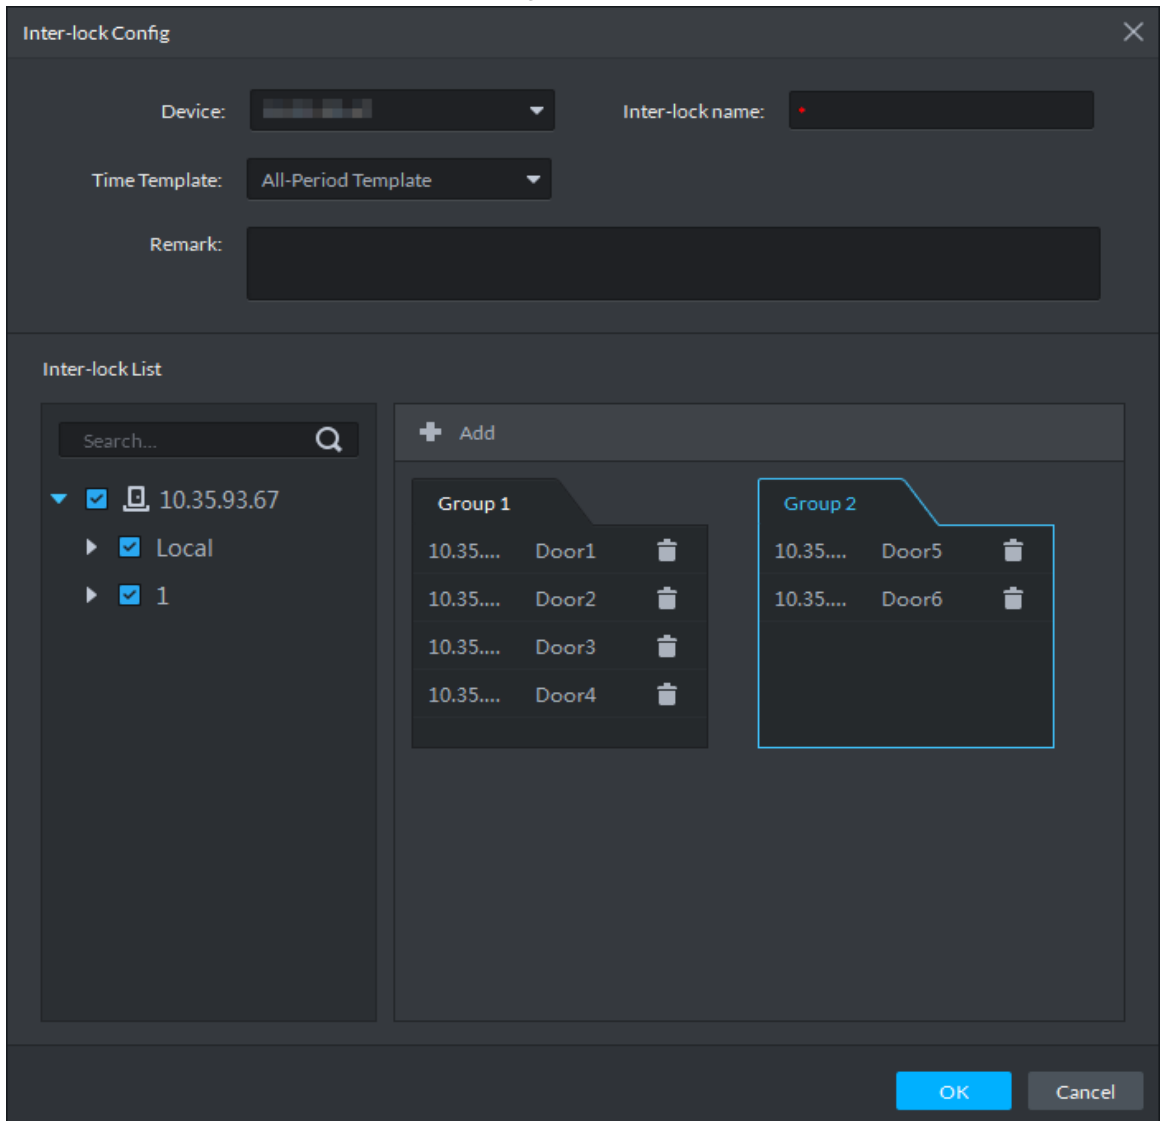 Inter-lock Config
Device:
Inter-lock name:
Time Template: All-Period Template
Remark:
Inter-lock List
Search...
Add
10.35.93.67
Local
1
Group 1
10.35.... Door1
10.35.... Door2
10.35.... Door3
10.35.... Door4
Group 2
10.35.... Door5
10.35.... Door6
OK
Cancel